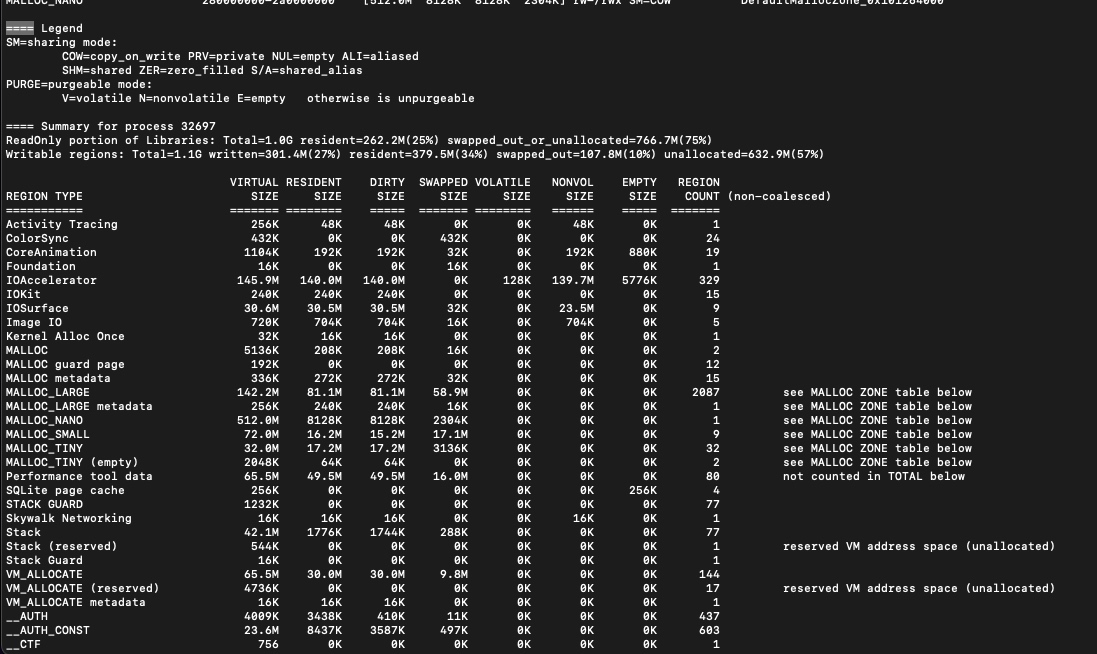 MALLOC_NANO 280000000-2a0000000 [512.0M 8128K 8128K 2304K] rw-/rwx SM=COW DefaultMallocZone_0x101264000
==== Legend
SM=sharing mode:
COW=copy_on_write PRV=private NUL=empty ALI=aliased
SHM=shared ZER=zero_filled S/A=shared_alias
PURGE=purgeable mode:
V=volatile N=nonvolatile E=empty otherwise is unpurgeable
==== Summary for process 32697
ReadOnly portion of Libraries: Total=1.0G resident=262.2M(25%) swapped_out_or_unallocated=766.7M(75%)
Writable regions: Total=1.1G written=301.4M(27%) resident=379.5M(34%) swapped_out=107.8M(10%) unallocated=632.9M(57%)
VIRTUAL RESIDENT DIRTY SWAPPED VOLATILE NONVOL EMPTY REGION
REGION TYPE SIZE SIZE SIZE SIZE SIZE SIZE SIZE COUNT (non-coalesced)
=========== ======= ======== ===== ======= ======== ====== ===== =======
Activity Tracing 256K 48K 48K 0K 0K 48K 0K 1
ColorSync 432K 0K 0K 432K 0K 0K 0K 24
CoreAnimation 1104K 192K 192K 32K 0K 192K 880K 19
Foundation 16K 0K 0K 16K 0K 0K 0K 1
IOAccelerator 145.9M 140.0M 140.0M 0K 128K 139.7M 5776K 329
IOKit 240K 240K 240K 0K 0K 0K 0K 15
IOSurface 30.6M 30.5M 30.5M 32K 0K 23.5M 0K 9
Image IO 720K 704K 704K 16K 0K 704K 0K 5
Kernel Alloc Once 32K 16K 16K 0K 0K 0K 0K 1
MALLOC 5136K 208K 208K 16K 0K 0K 0K 2
MALLOC guard page 192K 0K 0K 0K 0K 0K 0K 12
MALLOC metadata 336K 272K 272K 32K 0K 0K 0K 15
MALLOC_LARGE 142.2M 81.1M 81.1M 58.9M 0K 0K 0K 2087 see MALLOC ZONE table below
MALLOC_LARGE metadata 256K 240K 240K 16K 0K 0K 0K 1 see MALLOC ZONE table below
MALLOC_NANO 512.0M 8128K 8128K 2304K 0K 0K 0K 1 see MALLOC ZONE table below
MALLOC_SMALL 72.0M 16.2M 15.2M 17.1M 0K 0K 0K 9 see MALLOC ZONE table below
MALLOC_TINY 32.0M 17.2M 17.2M 3136K 0K 0K 0K 32 see MALLOC ZONE table below
MALLOC_TINY (empty) 2048K 64K 64K 0K 0K 0K 0K 2 see MALLOC ZONE table below
Performance tool data 65.5M 49.5M 49.5M 16.0M 0K 0K 0K 80 not counted in TOTAL below
SQLite page cache 256K 0K 0K 0K 0K 0K 256K 4
STACK GUARD 1232K 0K 0K 0K 0K 0K 0K 77
Skywalk Networking 16K 16K 16K 0K 0K 16K 0K 1
Stack 42.1M 1776K 1744K 288K 0K 0K 0K 77
Stack (reserved) 544K 0K 0K 0K 0K 0K 0K 1 reserved VM address space (unallocated)
Stack Guard 16K 0K 0K 0K 0K 0K 0K 1
VM_ALLOCATE 65.5M 30.0M 30.0M 9.8M 0K 0K 0K 144
VM_ALLOCATE (reserved) 4736K 0K 0K 0K 0K 0K 0K 17 reserved VM address space (unallocated)
VM_ALLOCATE metadata 16K 16K 16K 0K 0K 0K 0K 1
__AUTH 4009K 3438K 410K 11K 0K 0K 0K 437
__AUTH_CONST 23.6M 8437K 3587K 497K 0K 0K 0K 603
__CTF 756 0K 0K 0K 0K 0K 0K 1